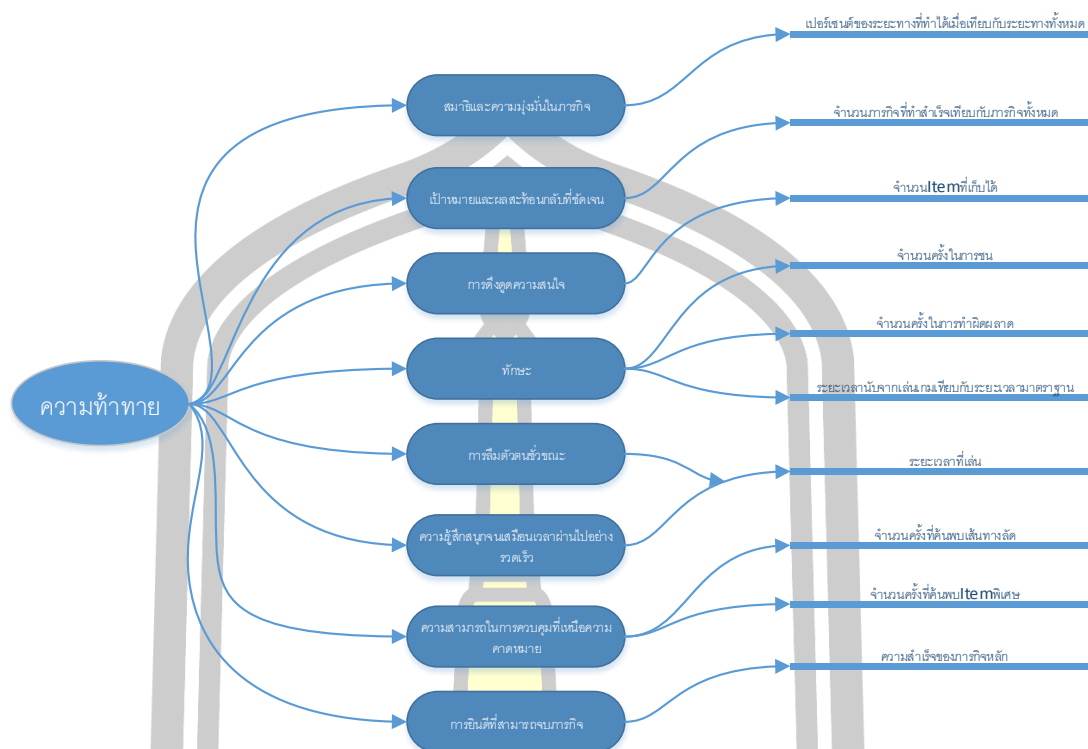 ความท้าทาย
สมาธิและความมุ่งมั่นในภารกิจ
เป้าหมายและผลสะท้อนกลับที่ชัดเจน
การดึงดูดความสนใจ
ทักษะ
การลืมตัวตนชั่วขณะ
ความรู้สึกสนุกจนเสมือนเวลาผ่านไปอย่าง
รวดเร็ว
ความสามารถในการควบคุมที่เหนือความ
คาดหมาย
การยินดีที่สามารถจบภารกิจ
เปอร์เซนต์ของระยะทางที่ทำได้เมื่อเทียบกับระยะทางทั้งหมด
จำนวนภารกิจที่ทำสำเร็จเทียบกับภารกิจทั้งหมด
จำนวนItemที่เก็บได้
จำนวนครั้งในการชน
จำนวนครั้งในการทำผิดพลาด
ระยะเวลานับจากเล่นเกมเทียบกับระยะเวลามาตราฐาน
ระยะเวลาที่เล่น
จำนวนครั้งที่ค้นพบเส้นทางลัด
จำนวนครั้งที่ค้นพบItemพิเศษ
ความสำเร็จของภารกิจหลัก